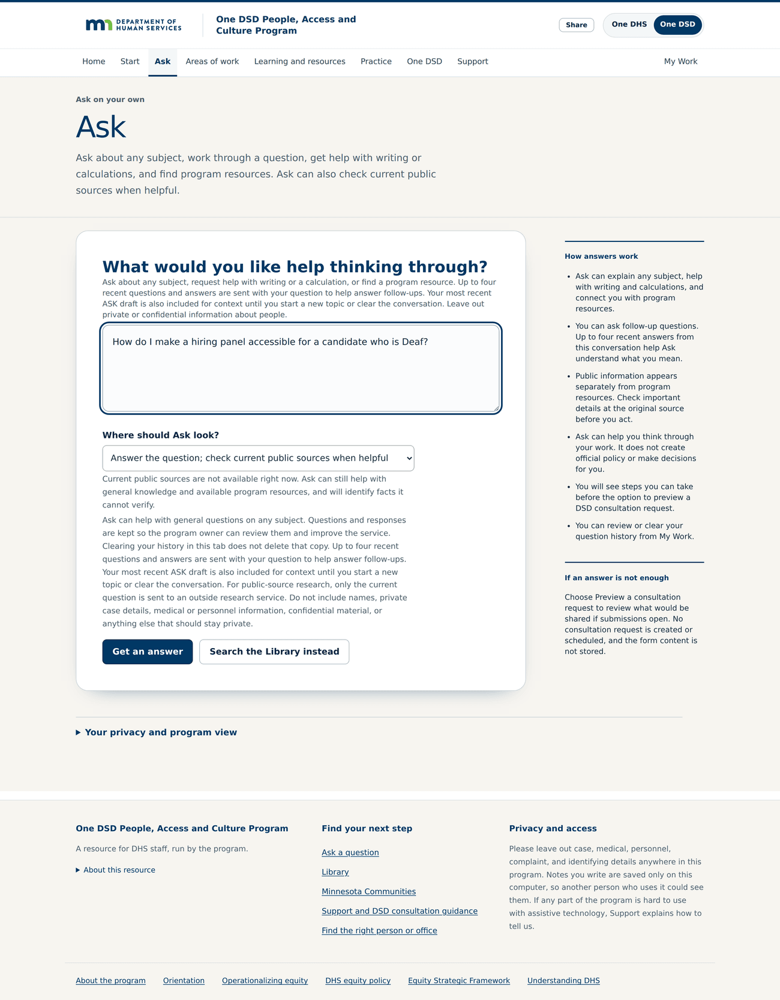 DEPARTMENT OF
HUMAN SERVICES
One DSD People, Access and
Culture Program
Share
One DHS
One DSD
Home
Start
Ask
Areas of work
Learning and resources
Practice
One DSD
Support
My Work
Ask on your own
Ask
Ask about any subject, work through a question, get help with writing or
calculations, and find program resources. Ask can also check current public
sources when helpful.
What would you like help thinking through?
Ask about any subject, request help with writing or a calculation, or find a program resource. Up to four
recent questions and answers are sent with your question to help answer follow-ups. Your most recent
ASK draft is also included for context until you start a new topic or clear the conversation. Leave out
private or confidential information about people.
How do I make a hiring panel accessible for a candidate who is Deaf?
Where should Ask look?
Answer the question; check current public sources when helpful
Current public sources are not available right now. Ask can still help with
general knowledge and available program resources, and will identify facts it
cannot verify.
Ask can help with general questions on any subject. Questions and responses
are kept so the program owner can review them and improve the service.
Clearing your history in this tab does not delete that copy. Up to four recent
questions and answers are sent with your question to help answer follow-ups.
Your most recent ASK draft is also included for context until you start a new
topic or clear the conversation. For public-source research, only the current
question is sent to an outside research service. Do not include names, private
case details, medical or personnel information, confidential material, or
anything else that should stay private.
Get an answer
Search the Library instead
How answers work
• Ask can explain any subject, help
with writing and calculations, and
connect you with program
resources.
• You can ask follow-up questions.
Up to four recent answers from
this conversation help Ask
understand what you mean.
• Public information appears
separately from program
resources. Check important
details at the original source
before you act.
• Ask can help you think through
your work. It does not create
official policy or make decisions
for you.
• You will see steps you can take
before the option to preview a
DSD consultation request.
• You can review or clear your
question history from My Work.
If an answer is not enough
Choose Preview a consultation
request to review what would be
shared if submissions open. No
consultation request is created or
scheduled, and the form content is
not stored.
Your privacy and program view
One DSD People, Access and Culture Program
A resource for DHS staff, run by the program.
About this resource
Find your next step
Ask a question
Library
Minnesota Communities
Support and DSD consultation guidance
Find the right person or office
Privacy and access
Please leave out case, medical, personnel,
complaint, and identifying details anywhere in this
program. Notes you write are saved only on this
computer, so another person who uses it could see
them. If any part of the program is hard to use
with assistive technology, Support explains how to
tell us.
About the program
Orientation
Operationalizing equity
DHS equity policy
Equity Strategic Framework
Understanding DHS